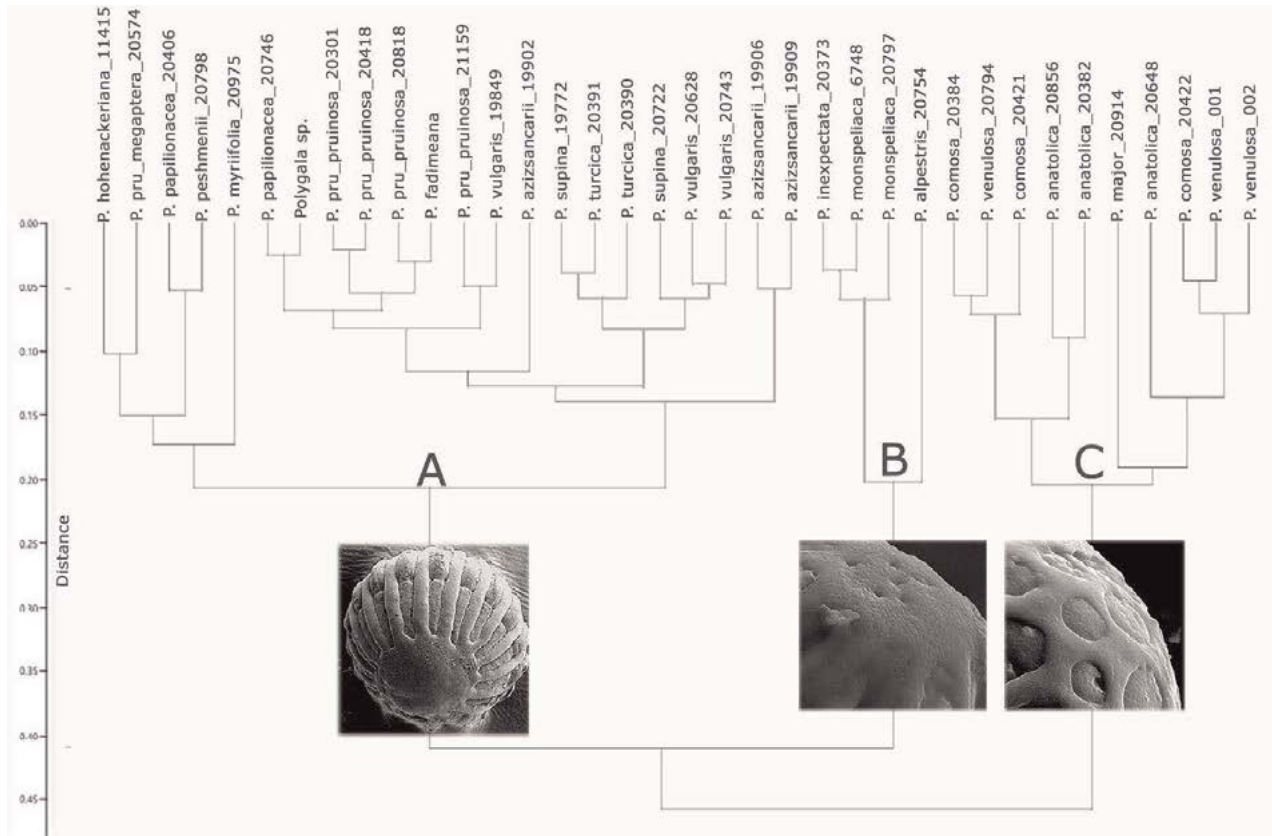 P. hohenackeriana_11415
P. pru_megaptera_20574
P. papilionacea_20406
P. peshmenii_20798
P. myriifolia_20975
P. papilionacea_20746
Polygala sp.
P. pru_pruinosa_20301
P. pru_pruinosa_20418
P. pru_pruinosa_20818
P. fadimeana
P. pru_pruinosa_21159
P. vulgaris_19849
P. azizsancarii_19902
P. supina_19772
P. turcica_20391
P. turcica_20390
P. supina_20722
P. vulgaris_20628
P. vulgaris_20743
P. azizsancarii_19906
P. azizsancarii_19909
P. inexpectata_20373
P. monspeliaca_6748
P. monspeliaca_20797
P. alpestris_20754
P. comosa_20384
P. venulosa_20794
P. comosa_20421
P. anatolica_20856
P. anatolica_20382
P. major_20914
P. anatolica_20648
P. comosa_20422
P. venulosa_001
P. venulosa_002
0.00
0.05
0.10
0.15
0.20
0.25
0.30
0.35
0.40
0.45
Distance
A
B
C